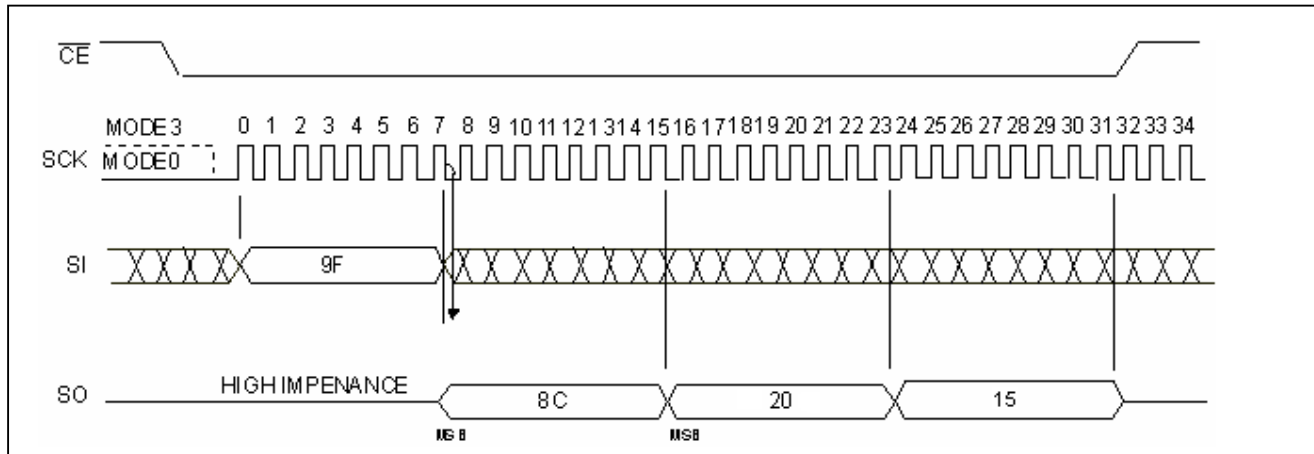 CE
MODE 3 0 1 2 3 4 5 6 7 8 9 10 11 12 13 14 15 16 17 18 19 20 21 22 23 24 25 26 27 28 29 30 31 32 33 34
SCK MODE0
SI 9F
HIGH IMPENANCE
SO 8C 20 15
MSB MSB